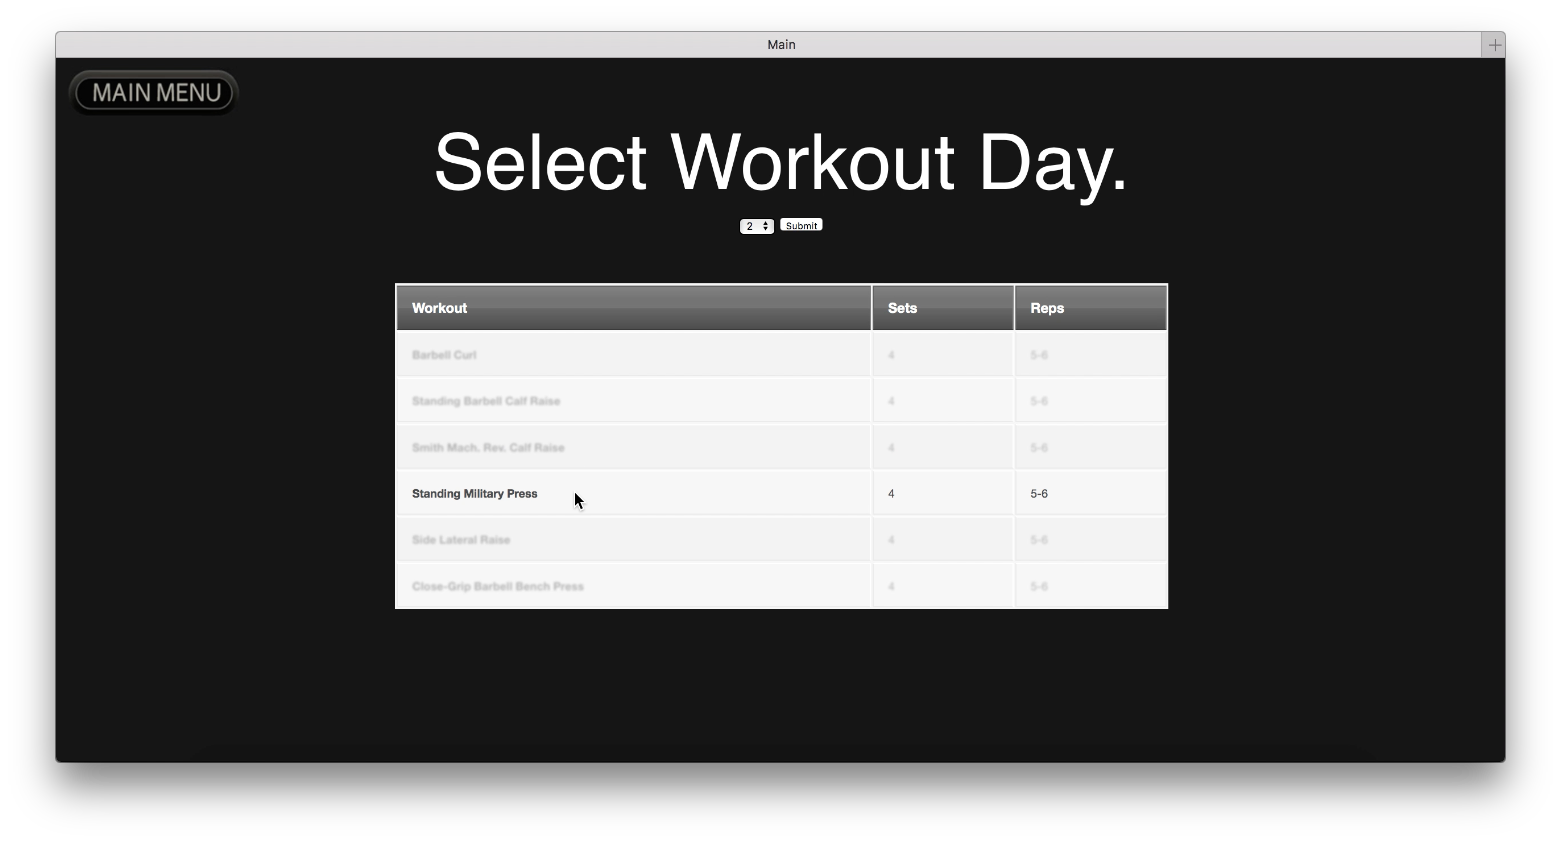 Main
MAIN MENU
Select Workout Day.
2 Submit
Workout Sets Reps
Barbell Curl 4 5-6
Standing Barbell Calf Raise 4 5-6
Smith Mach. Rev. Calf Raise 4 5-6
Standing Military Press 4 5-6
Side Lateral Raise 4 5-6
Close-Grip Barbell Bench Press 4 5-6